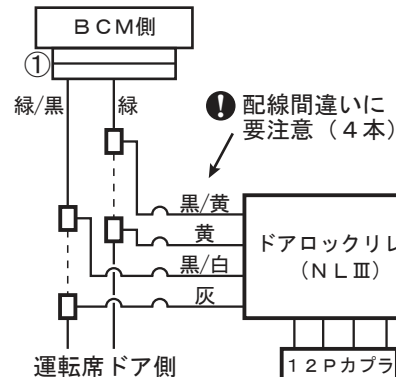 BCM側
①
緑/黒
緑
! 配線間違いに
要注意(4本)
黒/黄
黄
黒/白
灰
ドアロックリレ
(NLⅢ)
運転席ドア側
12Pカプラ